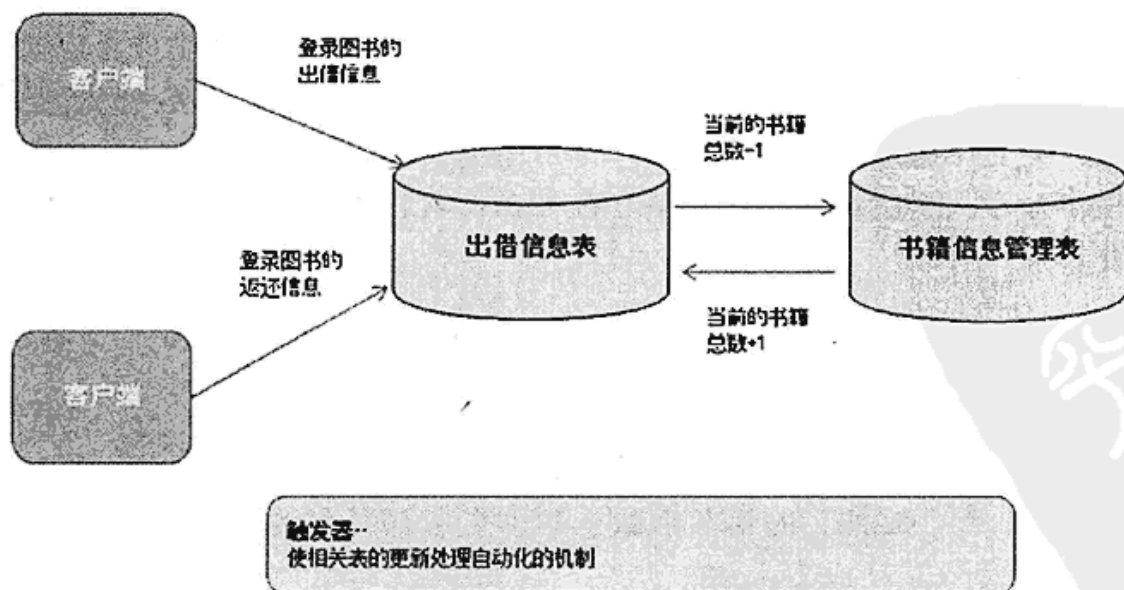 客户端
登录图书的
出借信息
当前的书籍
总数-1
出借信息表
书籍信息管理表
登录图书的
返还信息
当前的书籍
总数+1
客户端
触发器··
使相关表的更新处理自动化的机制